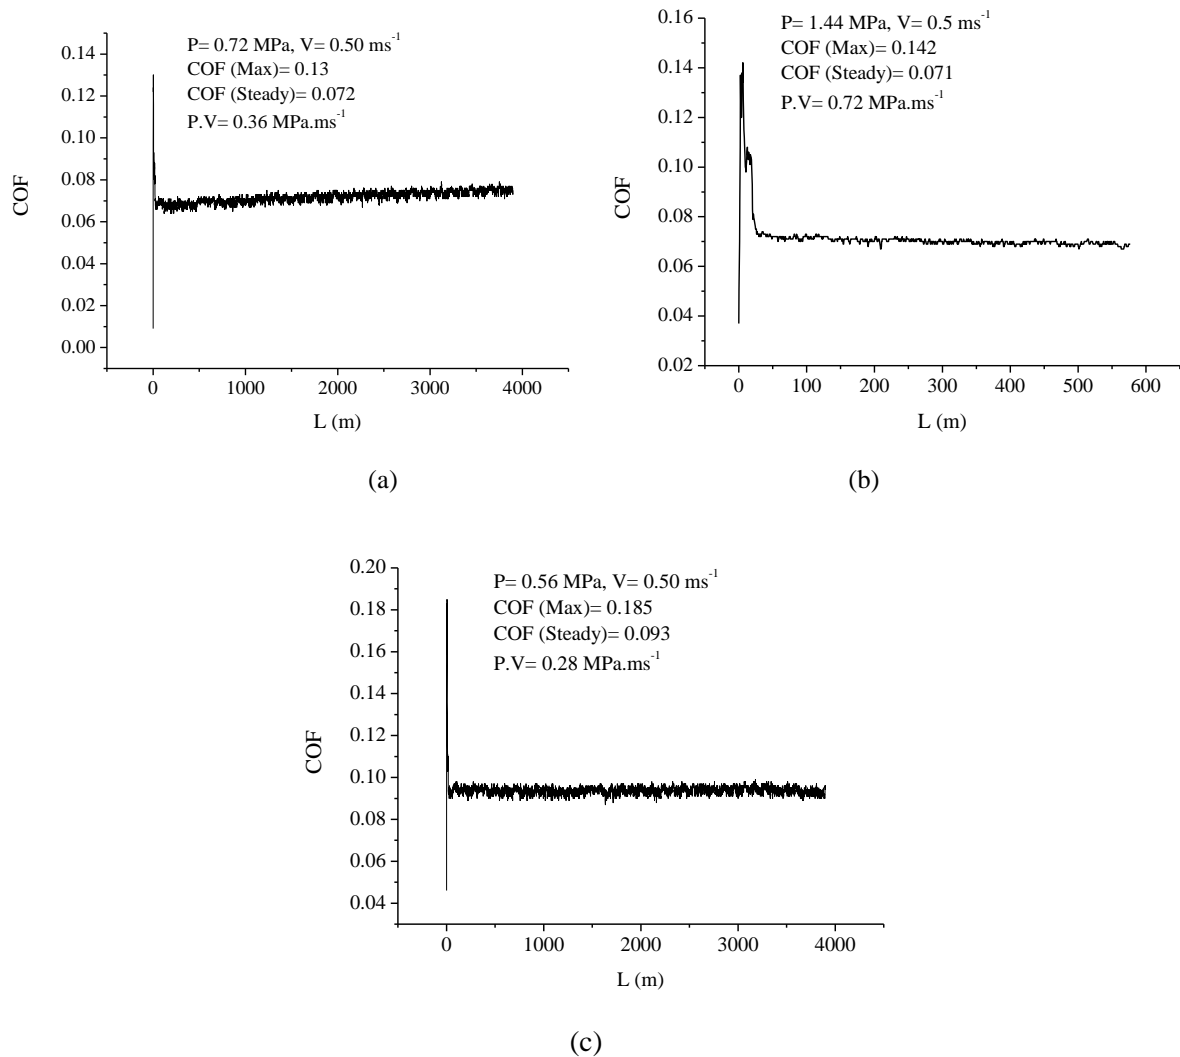 P= 0.72 MPa, V= 0.50 ms⁻¹
COF (Max)= 0.13
COF (Steady)= 0.072
P.V= 0.36 MPa.ms⁻¹
COF
0.14
0.12
0.10
0.08
0.06
0.04
0.02
0.00
0 1000 2000 3000 4000
L (m)
(a)
P= 1.44 MPa, V= 0.5 ms⁻¹
COF (Max)= 0.142
COF (Steady)= 0.071
P.V= 0.72 MPa.ms⁻¹
COF
0.16
0.14
0.12
0.10
0.08
0.06
0.04
0.02
0 100 200 300 400 500 600
L (m)
(b)
P= 0.56 MPa, V= 0.50 ms⁻¹
COF (Max)= 0.185
COF (Steady)= 0.093
P.V= 0.28 MPa.ms⁻¹
COF
0.20
0.18
0.16
0.14
0.12
0.10
0.08
0.06
0.04
0 1000 2000 3000 4000
L (m)
(c)